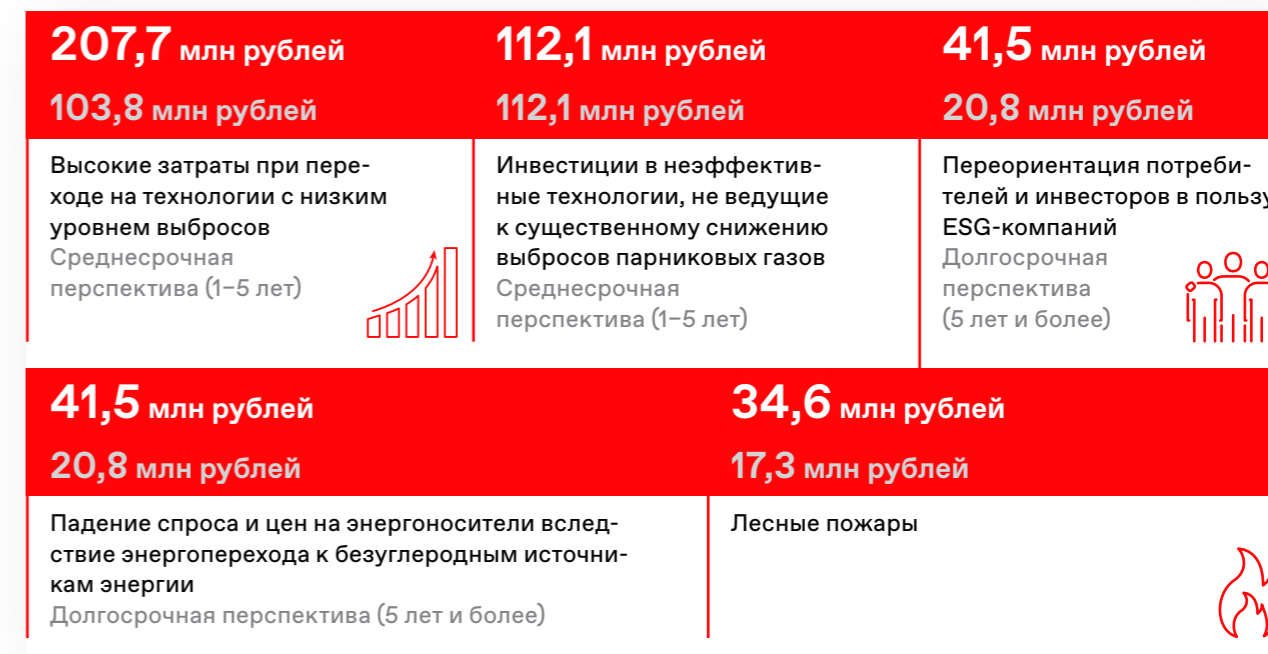 207,7 млн рублей
103,8 млн рублей
Высокие затраты при пере-
ходе на технологии с низким
уровнем выбросов
Среднесрочная
перспектива (1–5 лет)
112,1 млн рублей
112,1 млн рублей
Инвестиции в неэффектив-
ные технологии, не ведущие
к существенному снижению
выбросов парниковых газов
Среднесрочная
перспектива (1–5 лет)
41,5 млн рублей
20,8 млн рублей
Переориентация потреби-
телей и инвесторов в пользу
ESG-компаний
Долгосрочная
перспектива
(5 лет и более)
41,5 млн рублей
20,8 млн рублей
Падение спроса и цен на энергоносители вслед-
ствие энергоперехода к безуглеродным источни-
кам энергии
Долгосрочная перспектива (5 лет и более)
34,6 млн рублей
17,3 млн рублей
Лесные пожары